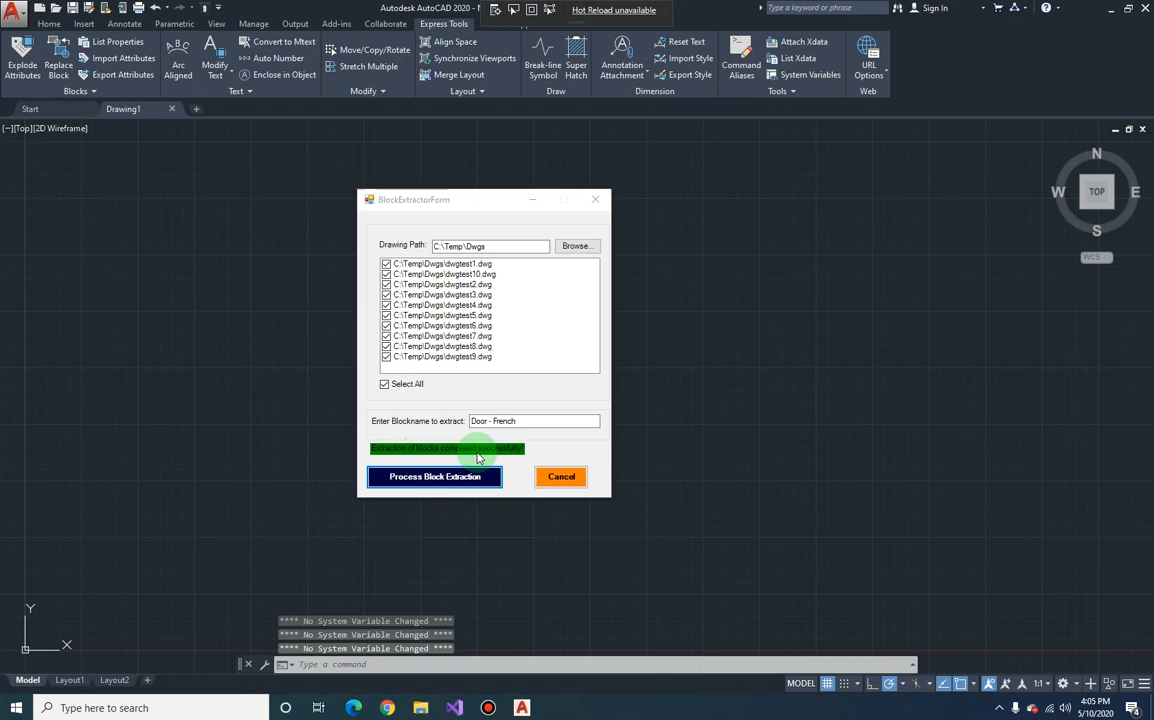 Autodesk AutoCAD 2020 -
Hot Reload unavailable
Type a keyword or phrase
Sign In
Home Insert Annotate Parametric View Manage Output Add-ins Collaborate Express Tools
Explode Attributes
Replace Block
List Properties
Import Attributes
Export Attributes
Blocks
Arc Aligned
Modify Text
Convert to Mtext
Auto Number
Enclose in Object
Text
Move/Copy/Rotate
Stretch Multiple
Modify
Align Space
Synchronize Viewports
Merge Layout
Layout
Break-line Symbol
Super Hatch
Draw
Annotation Attachment
Reset Text
Import Style
Export Style
Dimension
Command Aliases
Attach Xdata
List Xdata
System Variables
Tools
URL Options
Web
Start Drawing1
[−][Top][2D Wireframe]
N
W TOP E
S
WCS
BlockExtractorForm
Drawing Path: C:\Temp\Dwgs Browse...
C:\Temp\Dwgs\dwgtest1.dwg
C:\Temp\Dwgs\dwgtest10.dwg
C:\Temp\Dwgs\dwgtest2.dwg
C:\Temp\Dwgs\dwgtest3.dwg
C:\Temp\Dwgs\dwgtest4.dwg
C:\Temp\Dwgs\dwgtest5.dwg
C:\Temp\Dwgs\dwgtest6.dwg
C:\Temp\Dwgs\dwgtest7.dwg
C:\Temp\Dwgs\dwgtest8.dwg
C:\Temp\Dwgs\dwgtest9.dwg
Select All
Enter Blockname to extract: Door - French
Extraction of blocks completed successfully!
Process Block Extraction Cancel
Y
X
**** No System Variable Changed ****
**** No System Variable Changed ****
**** No System Variable Changed ****
Type a command
Model Layout1 Layout2
MODEL 1:1
Type here to search
4:05 PM
5/10/2020
4